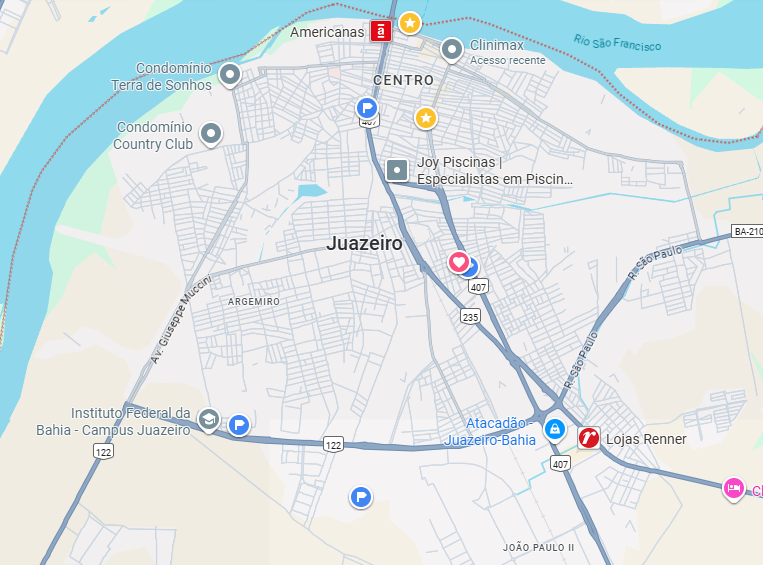 Americanas
Clinimax
Acesso recente
Rio São Francisco
Condomínio
Terra de Sonhos
CENTRO
407
Condomínio
Country Club
Joy Piscinas |
Especialistas em Piscin...
Juazeiro
BA-210
R. São Paulo
407
Av. Giuseppe Muccini
ARGEMIRO
235
R. São Paulo
Instituto Federal da
Bahia - Campus Juazeiro
Atacadão -
Juazeiro-Bahia
Lojas Renner
122
122
407
JOÃO PAULO II